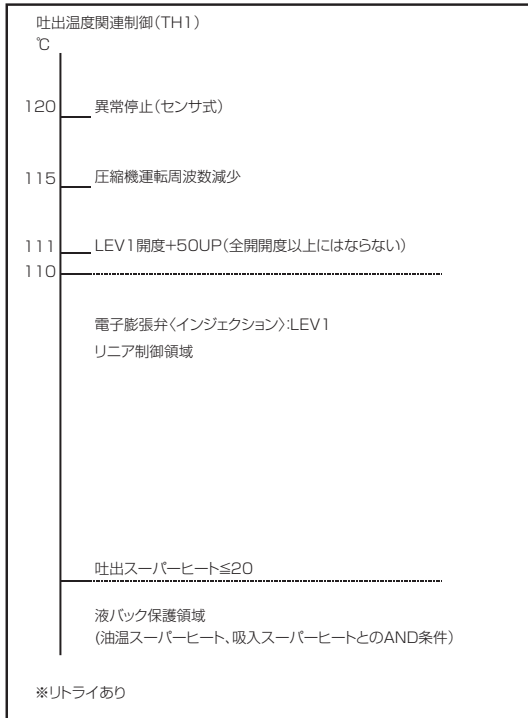 吐出温度関連制御(TH1)
℃
120 異常停止(センサ式)
115 圧縮機運転周波数減少
111 LEV1開度+50UP(全開開度以上にはならない)
110
電子膨張弁〈インジェクション〉:LEV1
リニア制御領域
吐出スーパーヒート≦20
液バック保護領域
(油温スーパーヒート、吸入スーパーヒートとのAND条件)
※リトライあり